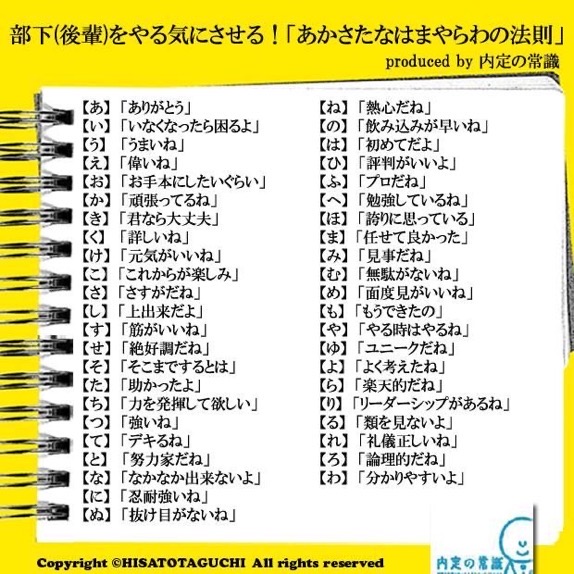 部下(後輩)をやる気にさせる!「あかさたなはまやらわの法則」
produced by 内定の常識
【あ】「ありがとう」
【い】「いなくなったら困るよ」
【う】「うまいね」
【え】「偉いね」
【お】「お手本にしたいぐらい」
【か】「頑張ってるね」
【き】「君なら大丈夫」
【く】「詳しいね」
【け】「元気がいいね」
【こ】「これからが楽しみ」
【さ】「さすがだね」
【し】「上出来だよ」
【す】「筋がいいね」
【せ】「絶好調だね」
【そ】「そこまでするとは」
【た】「助かったよ」
【ち】「力を発揮して欲しい」
【つ】「強いね」
【て】「デキるね」
【と】「努力家だね」
【な】「なかなか出来ないよ」
【に】「忍耐強いね」
【ぬ】「抜け目がないね」
【ね】「熱心だね」
【の】「飲み込みが早いね」
【は】「初めてだよ」
【ひ】「評判がいいよ」
【ふ】「プロだね」
【へ】「勉強しているね」
【ほ】「誇りに思っている」
【ま】「任せて良かった」
【み】「見事だね」
【む】「無駄がないね」
【め】「面度見がいいね」
【も】「もうできたの」
【や】「やる時はやるね」
【ゆ】「ユニークだね」
【よ】「よく考えたね」
【ら】「楽天的だね」
【り】「リーダーシップがあるね」
【る】「類を見ないよ」
【れ】「礼儀正しいね」
【ろ】「論理的だね」
【わ】「分かりやすいよ」
Copyright ©HISATOTAGUCHI All rights reserved
内定の常識